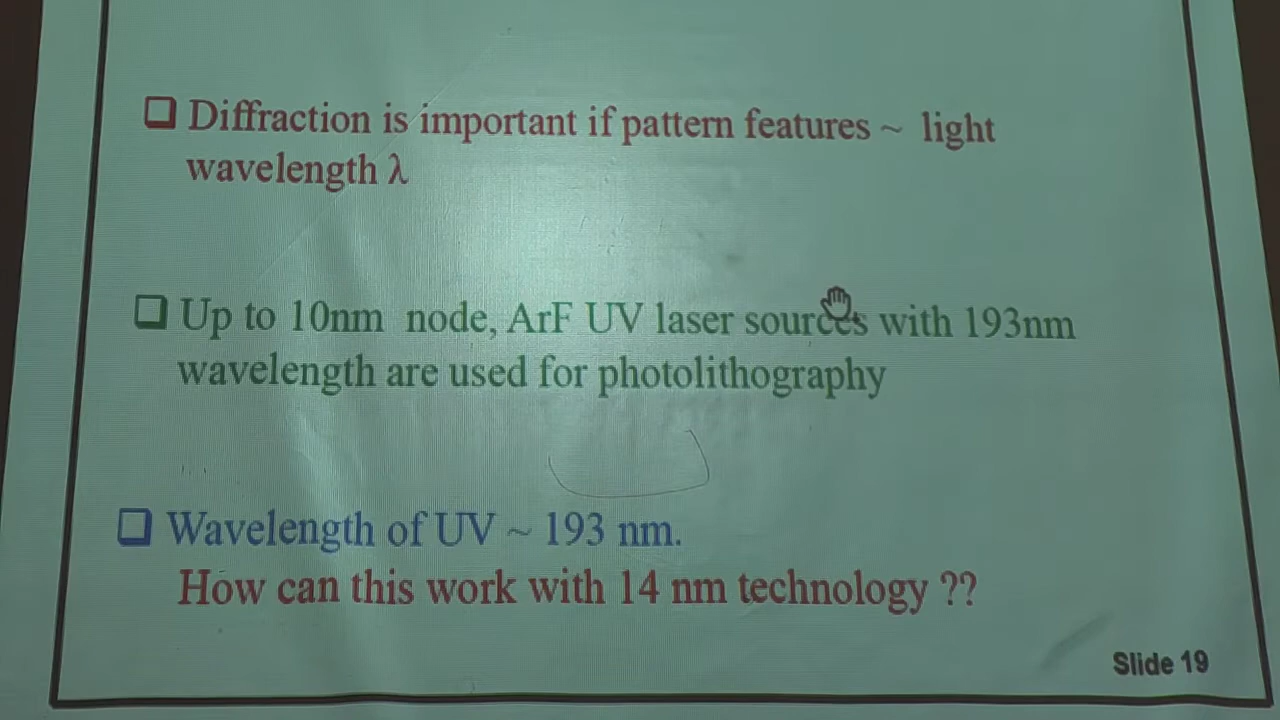 Diffraction is important if pattern features ~ light
wavelength λ
Up to 10nm node, ArF UV laser sources with 193nm
wavelength are used for photolithography
Wavelength of UV ~ 193 nm.
How can this work with 14 nm technology ??
Slide 19